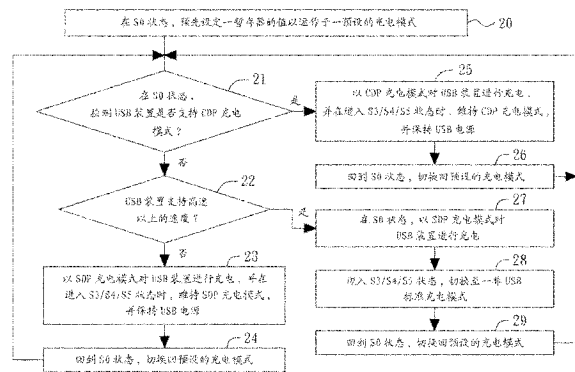 在S0状态，预先设定一暂存器的值以运行于一预设的充电模式
20
21
在S0状态，
检测USB装置是否支持CDP充电
模式？
是
否
25
以CDP充电模式对USB装置进行充电，
并在进入S3/S4/S5状态时，维持CDP充电模式，
并保持USB电源
26
回到S0状态，切换回预设的充电模式
22
USB装置支持高速
以上的速度？
是
否
27
在S0状态，以SDP充电模式对
USB装置进行充电
23
以SDP充电模式对USB装置进行充电，并在
进入S3/S4/S5状态时，维持SDP充电模式，
并保持USB电源
28
进入S3/S4/S5状态，切换至一非USB
标准充电模式
24
回到S0状态，切换回预设的充电模式
29
回到S0状态，切换回预设的充电模式